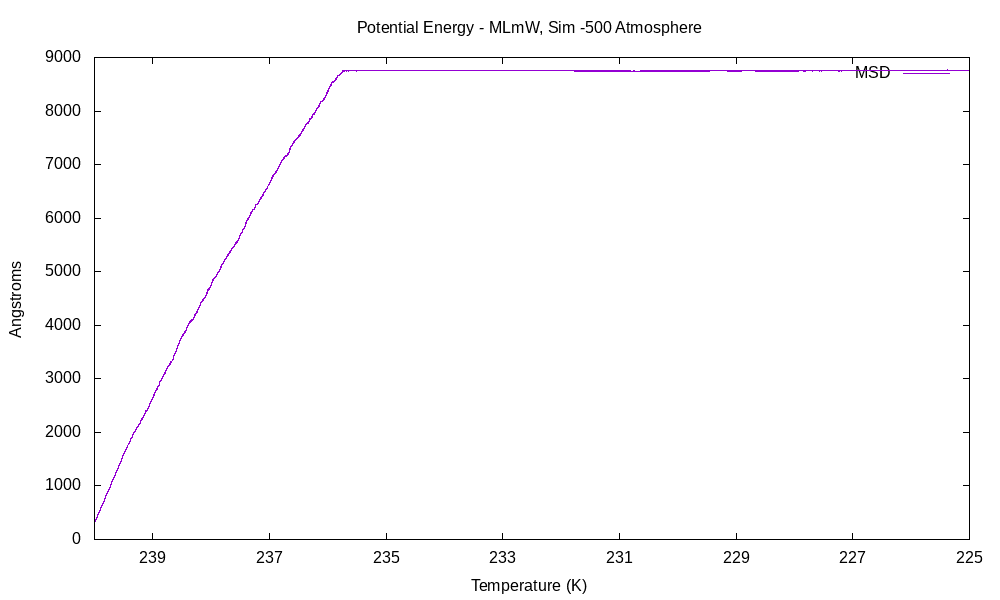 Potential Energy - MLmW, Sim -500 Atmosphere
9000
8000
7000
6000
5000
4000
3000
2000
1000
0
Angstroms
MSD
239 237 235 233 231 229 227 225
Temperature (K)